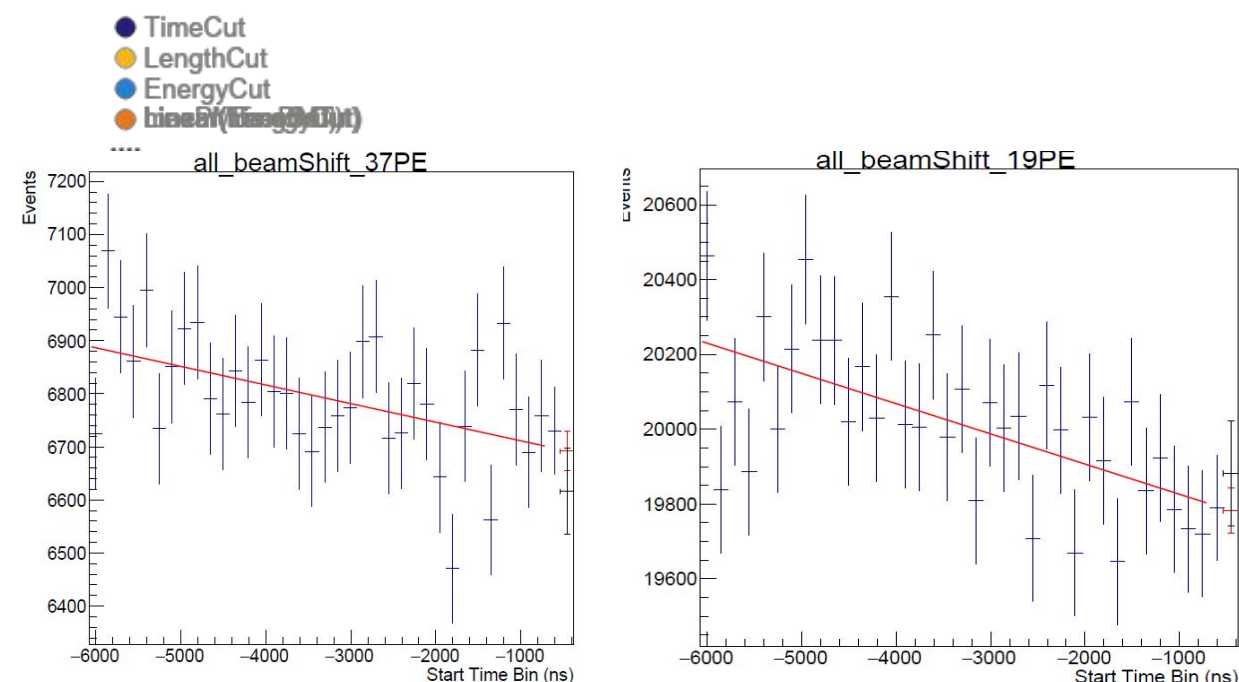 TimeCut
LengthCut
EnergyCut
all_beamShift_37PE
Events
7200
7100
7000
6900
6800
6700
6600
6500
6400
−6000 −5000 −4000 −3000 −2000 −1000
Start Time Bin (ns)
all_beamShift_19PE
Events
20600
20400
20200
20000
19800
19600
−6000 −5000 −4000 −3000 −2000 −1000
Start Time Bin (ns)